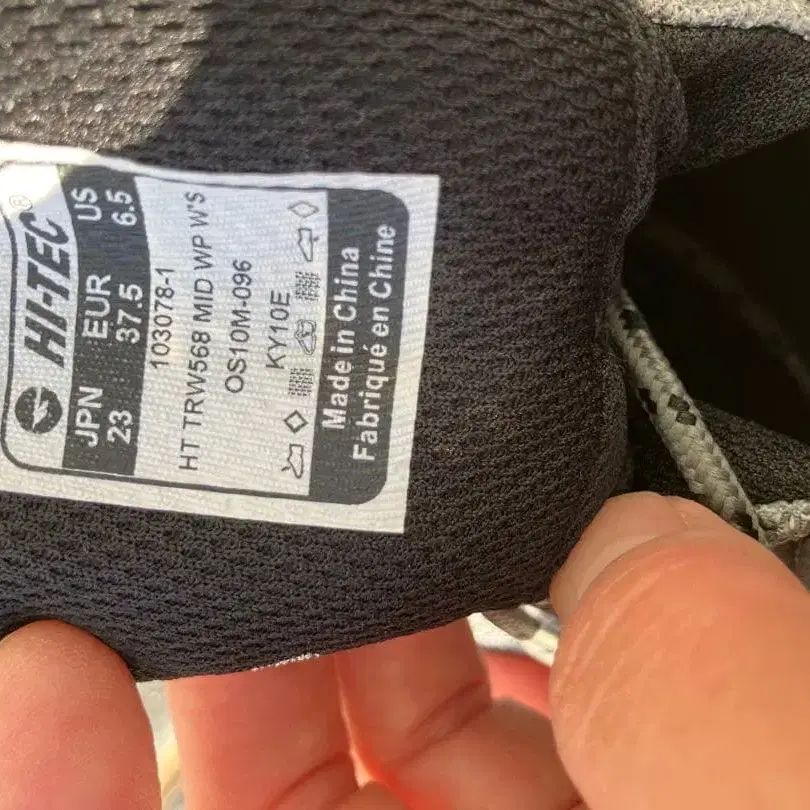 HI-TEC®
JPN EUR US
23 37.5 6.5
103078-1
HT TRW568 MID WP W'S
OS10M-096
KY10E
Made in China
Fabriqué en Chine